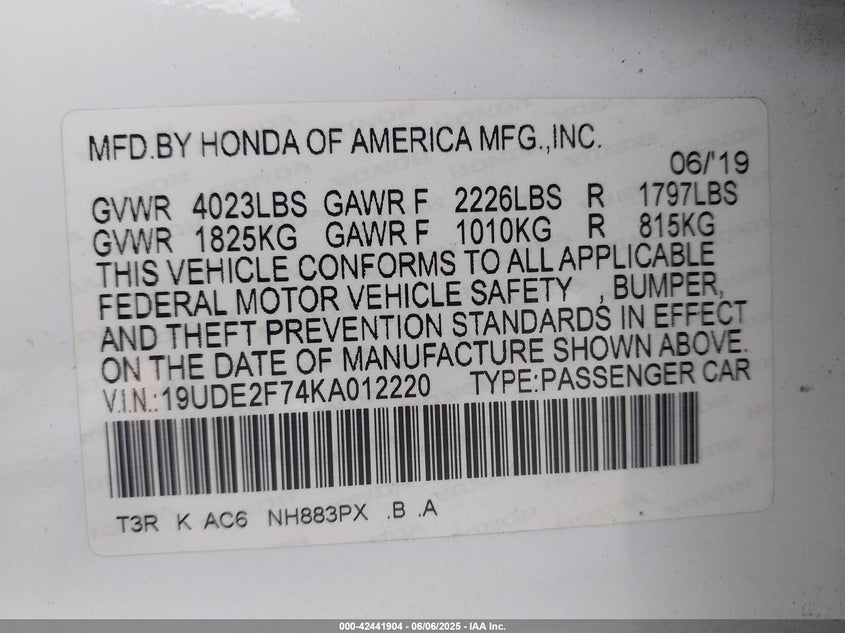 MFD.BY HONDA OF AMERICA MFG.,INC.
06/'19
GVWR 4023LBS GAWR F 2226LBS R 1797LBS
GVWR 1825KG GAWR F 1010KG R 815KG
THIS VEHICLE CONFORMS TO ALL APPLICABLE
FEDERAL MOTOR VEHICLE SAFETY , BUMPER,
AND THEFT PREVENTION STANDARDS IN EFFECT
ON THE DATE OF MANUFACTURE SHOWN ABOVE.
V.I.N.:19UDE2F74KA012220 TYPE:PASSENGER CAR
T3R K AC6 NH883PX .B .A
000-42441904 - 06/06/2025 - IAA Inc.